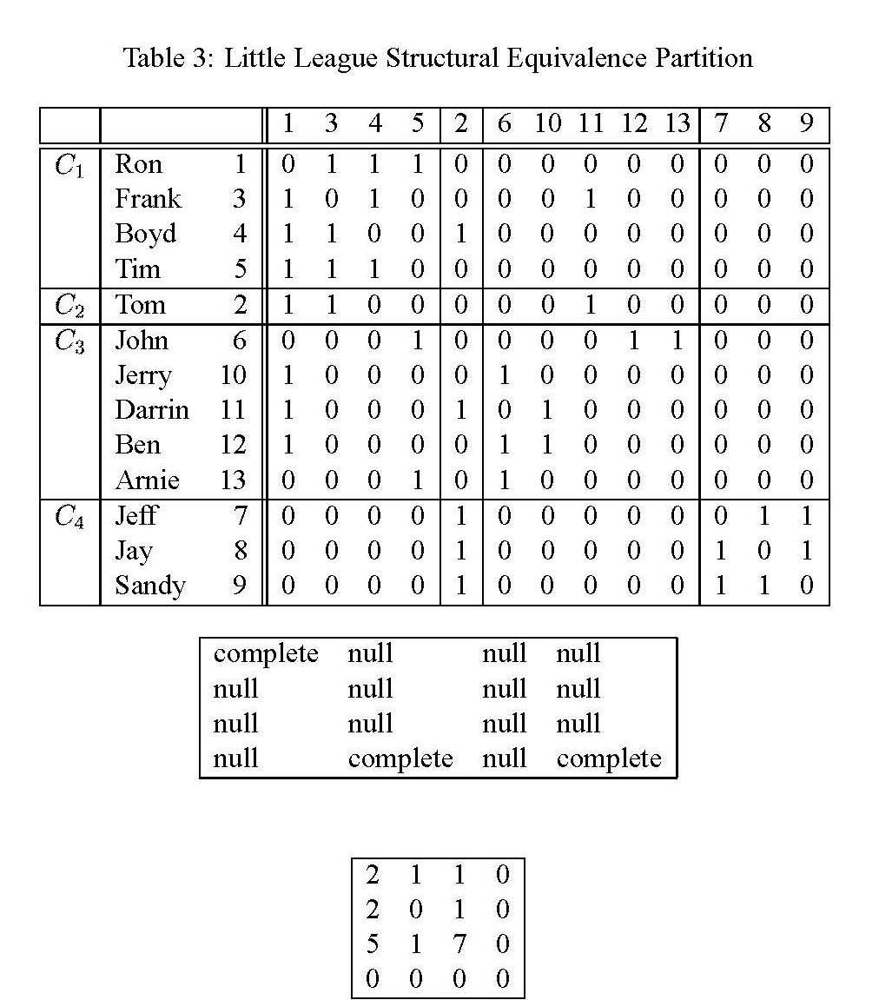 Table 3: Little League Structural Equivalence Partition
1 3 4 5 2 6 10 11 12 13 7 8 9
C1 Ron 1 0 1 1 1 0 0 0 0 0 0 0 0 0
Frank 3 1 0 1 0 0 0 0 1 0 0 0 0 0
Boyd 4 1 1 0 0 1 0 0 0 0 0 0 0 0
Tim 5 1 1 1 0 0 0 0 0 0 0 0 0 0
C2 Tom 2 1 1 0 0 0 0 0 1 0 0 0 0 0
C3 John 6 0 0 0 1 0 0 0 0 1 1 0 0 0
Jerry 10 1 0 0 0 0 1 0 0 0 0 0 0 0
Darrin 11 1 0 0 0 1 0 1 0 0 0 0 0 0
Ben 12 1 0 0 0 0 1 1 0 0 0 0 0 0
Arnie 13 0 0 0 1 0 1 0 0 0 0 0 0 0
C4 Jeff 7 0 0 0 0 1 0 0 0 0 0 0 1 1
Jay 8 0 0 0 0 1 0 0 0 0 0 1 0 1
Sandy 9 0 0 0 0 1 0 0 0 0 0 1 1 0
complete null null null
null null null null
null null null null
null complete null complete
2 1 1 0
2 0 1 0
5 1 7 0
0 0 0 0